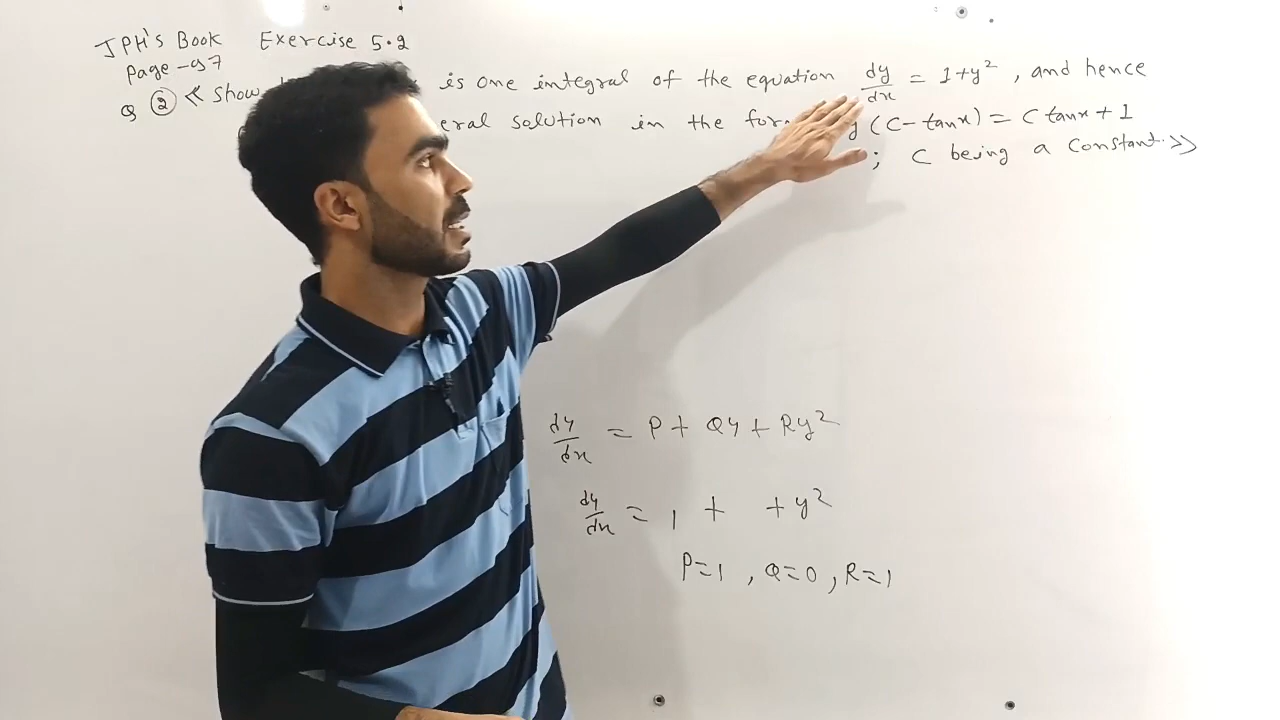 JPH's Book Exercise 5.2
Page - 97
Q ② << Show is one integral of the equation dy/dx = 1+y², and hence
eral solution in the for y (C - tanx) = C tanx + 1
; C being a constant. >>
dy/dx = P + Qy + Ry²
dy/dx = 1 + + y²
P=1, Q=0, R=1